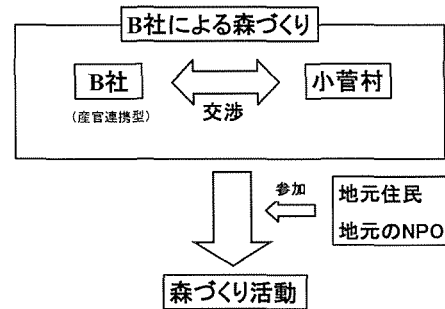 B社による森づくり
B社
小菅村
(産官連携型)
交渉
参加
地元住民
地元のNPO
森づくり活動